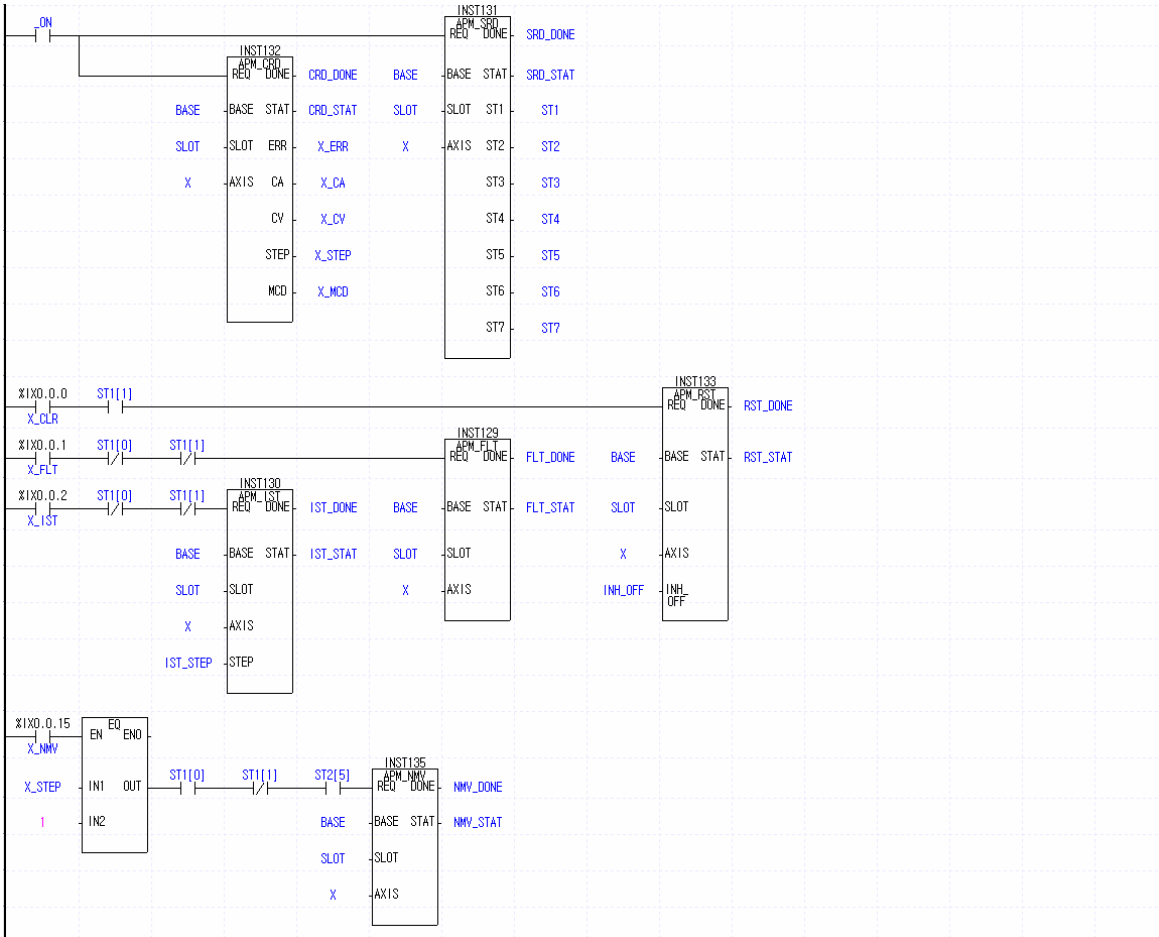 _ON
INST131
APM_SRD
REQ DONE SRD_DONE
INST132
APM_CRD
REQ DONE CRD_DONE BASE BASE STAT SRD_STAT
BASE BASE STAT CRD_STAT SLOT SLOT ST1 ST1
SLOT SLOT ERR X_ERR X AXIS ST2 ST2
X AXIS CA X_CA ST3 ST3
CV X_CV ST4 ST4
STEP X_STEP ST5 ST5
MCD X_MCD ST6 ST6
ST7 ST7
INST133
%IX0.0.0 ST1[1] APM_RST
REQ DONE RST_DONE
X_CLR
INST129
%IX0.0.1 ST1[0] ST1[1] APM_FLT
REQ DONE FLT_DONE BASE BASE STAT RST_STAT
X_FLT
INST130
%IX0.0.2 ST1[0] ST1[1] APM_IST
REQ DONE IST_DONE BASE BASE STAT FLT_STAT SLOT SLOT
X_IST
BASE BASE STAT IST_STAT SLOT SLOT X AXIS
SLOT SLOT X AXIS INH_OFF INH_
OFF
X AXIS
IST_STEP STEP
%IX0.0.15 EQ
EN ENO
X_NMV
INST135
ST1[0] ST1[1] ST2[5] APM_NMV
X_STEP IN1 OUT REQ DONE NMV_DONE
1 IN2 BASE BASE STAT NMV_STAT
SLOT SLOT
X AXIS